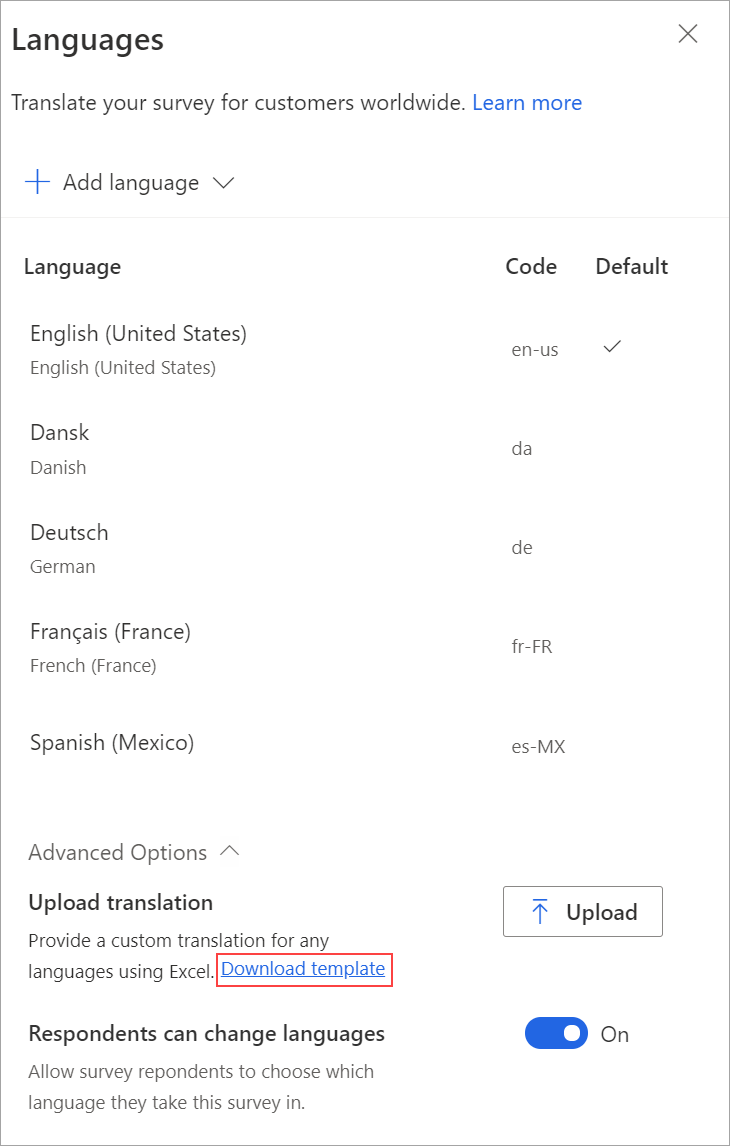 Languages
Translate your survey for customers worldwide. Learn more
Add language
Language Code Default
English (United States)
English (United States) en-us
Dansk
Danish da
Deutsch
German de
Français (France)
French (France) fr-FR
Spanish (Mexico) es-MX
Advanced Options
Upload translation
Upload
Provide a custom translation for any
languages using Excel. Download template
Respondents can change languages On
Allow survey repondents to choose which
language they take this survey in.